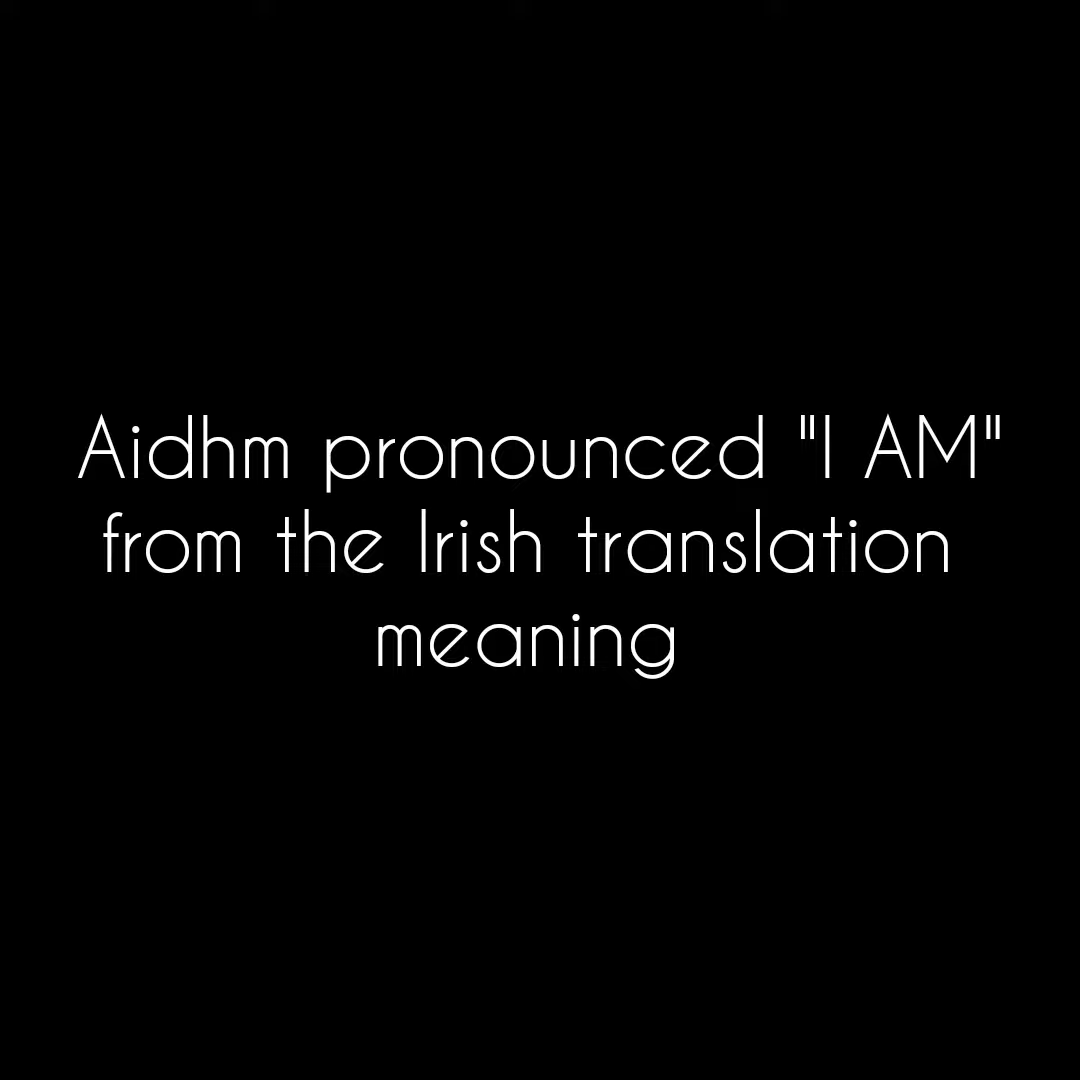 Aidhm pronounced "I AM"
from the Irish translation
meaning